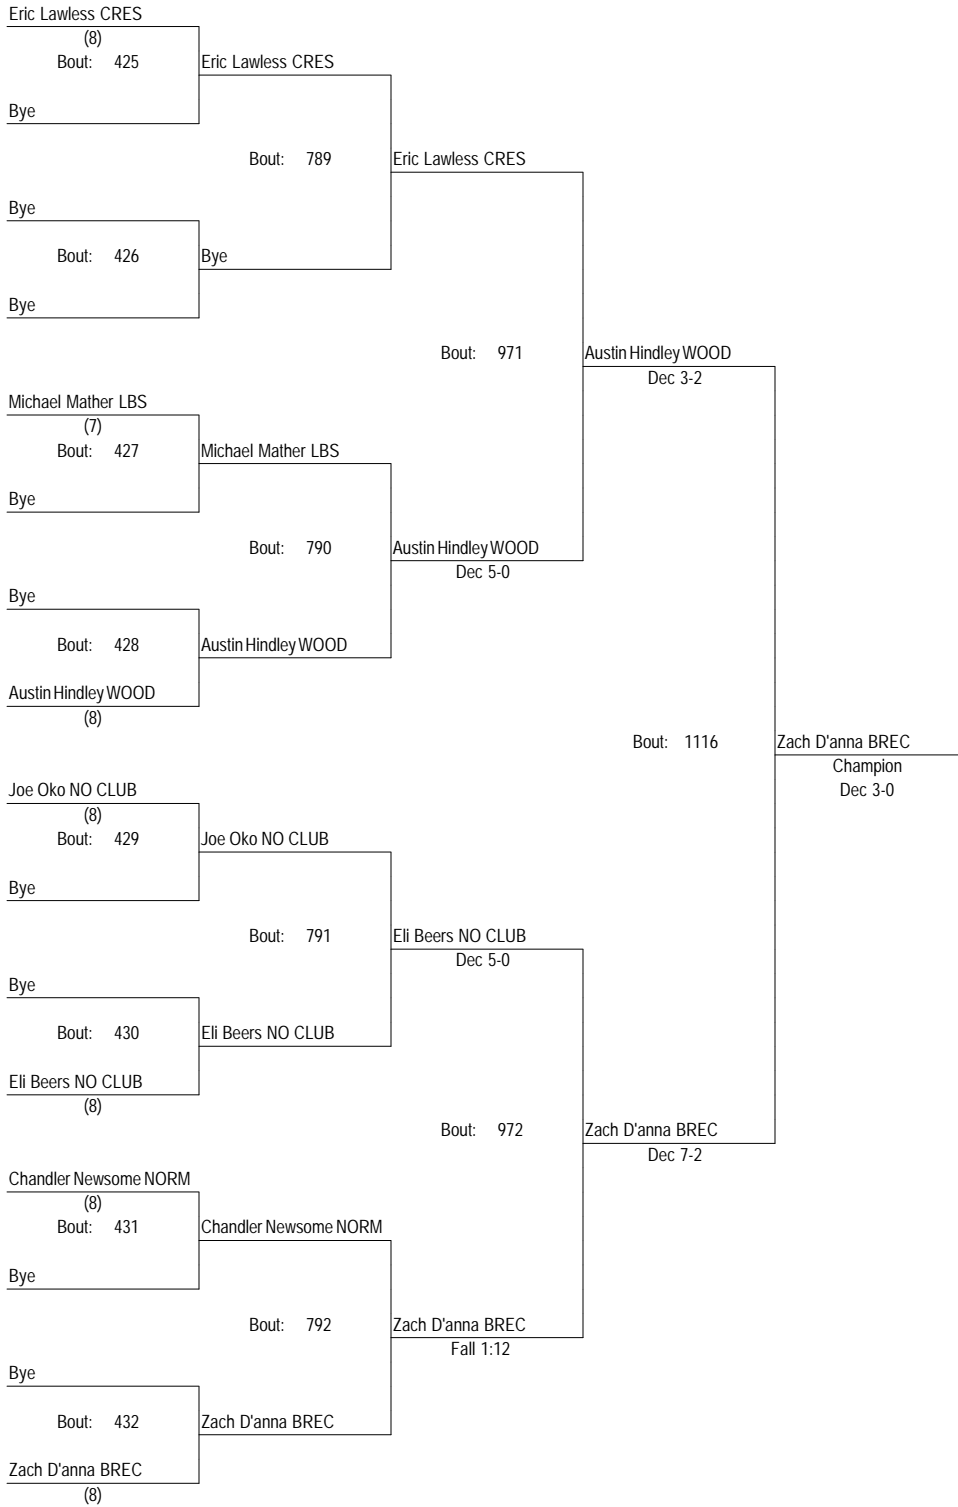 Eric Lawless CRES
(8)
Bout: 425 Eric Lawless CRES
Bye
Bout: 789 Eric Lawless CRES
Bye
Bout: 426 Bye
Bye
Bout: 971 Austin Hindley WOOD
Dec 3-2
Michael Mather LBS
(7)
Bout: 427 Michael Mather LBS
Bye
Bout: 790 Austin Hindley WOOD
Dec 5-0
Bye
Bout: 428 Austin Hindley WOOD
Austin Hindley WOOD
(8)
Bout: 1116 Zach D'anna BREC
Champion
Dec 3-0
Joe Oko NO CLUB
(8)
Bout: 429 Joe Oko NO CLUB
Bye
Bout: 791 Eli Beers NO CLUB
Dec 5-0
Bye
Bout: 430 Eli Beers NO CLUB
Eli Beers NO CLUB
(8)
Bout: 972 Zach D'anna BREC
Dec 7-2
Chandler Newsome NORM
(8)
Bout: 431 Chandler Newsome NORM
Bye
Bout: 792 Zach D'anna BREC
Fall 1:12
Bye
Bout: 432 Zach D'anna BREC
Zach D'anna BREC
(8)